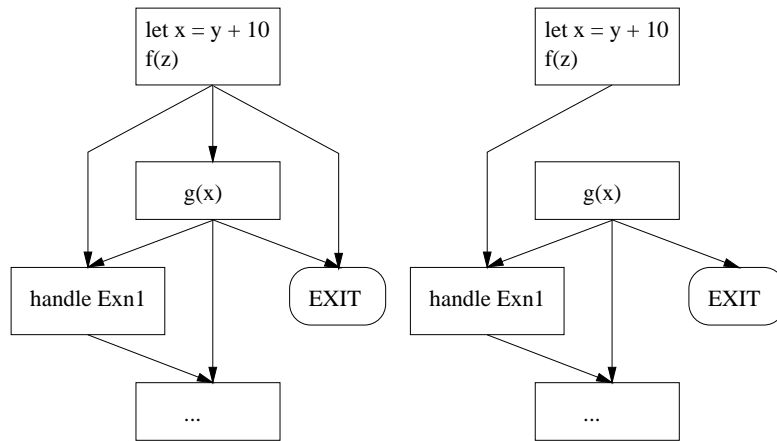 let x = y + 10
f(z)
g(x)
handle Exn1
EXIT
...
let x = y + 10
f(z)
g(x)
handle Exn1
EXIT
...